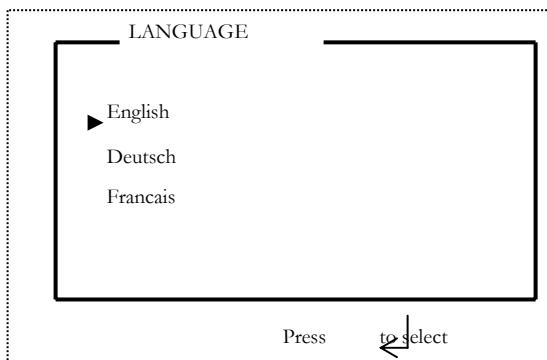 LANGUAGE
English
Deutsch
Francais
Press to select